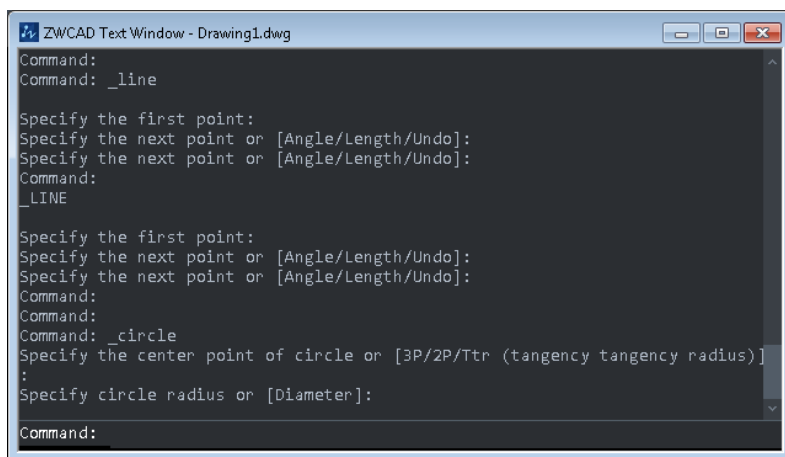 ZWCAD Text Window - Drawing1.dwg
Command:
Command: _line
Specify the first point:
Specify the next point or [Angle/Length/Undo]:
Specify the next point or [Angle/Length/Undo]:
Command:
_LINE
Specify the first point:
Specify the next point or [Angle/Length/Undo]:
Specify the next point or [Angle/Length/Undo]:
Command:
Command:
Command: _circle
Specify the center point of circle or [3P/2P/Ttr (tangency tangency radius)]
:
Specify circle radius or [Diameter]:
Command: